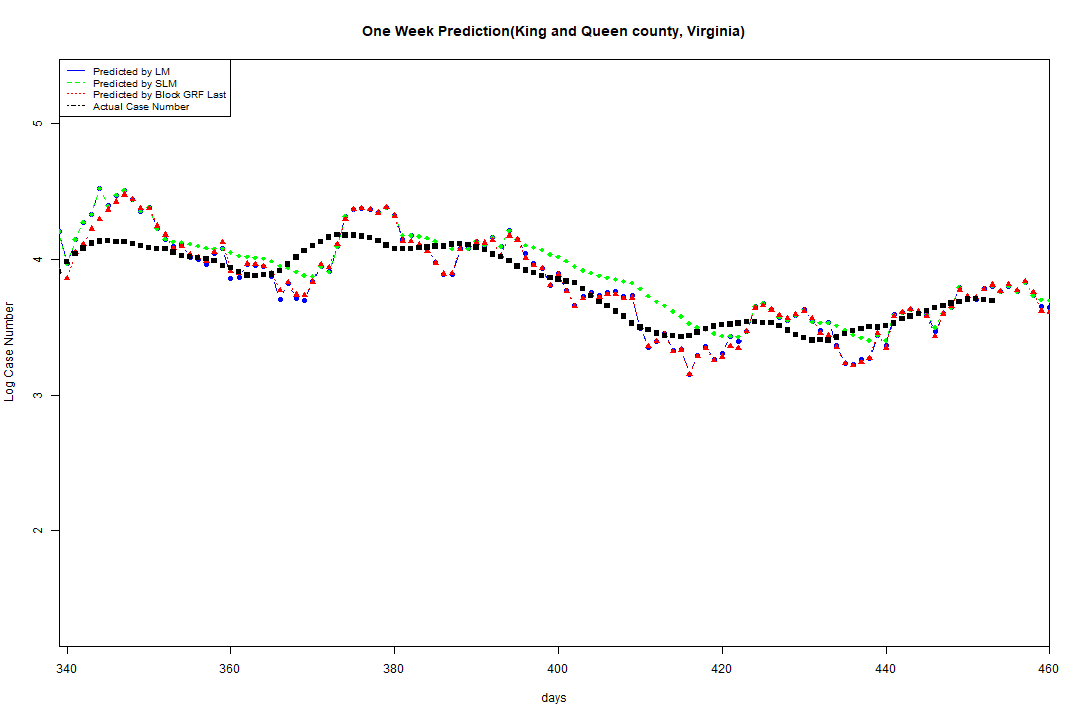 One Week Prediction(King and Queen county, Virginia)
Predicted by LM
Predicted by SLM
Predicted by Block GRF Last
Actual Case Number
5
4
3
2
Log Case Number
340 360 380 400 420 440 460
days